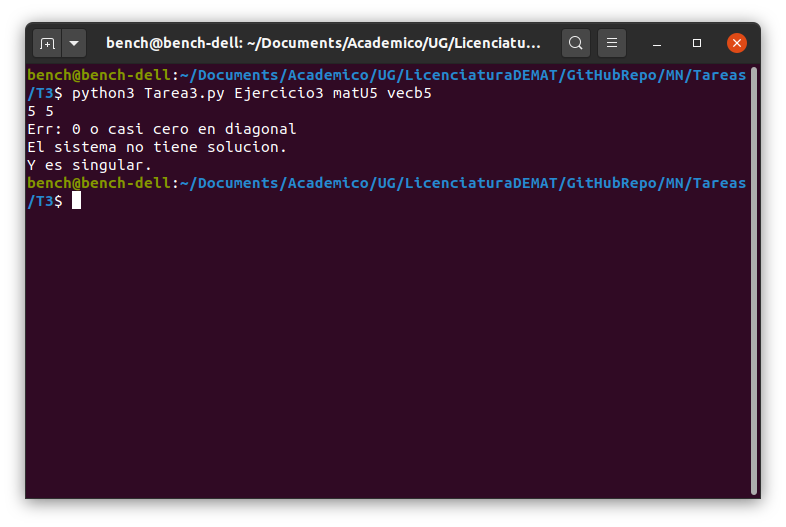 bench@bench-dell: ~/Documents/Academico/UG/Licenciatu...
bench@bench-dell:~/Documents/Academico/UG/LicenciaturaDEMAT/GitHubRepo/MN/Tareas
/T3$ python3 Tarea3.py Ejercicio3 matU5 vecb5
5 5
Err: 0 o casi cero en diagonal
El sistema no tiene solucion.
Y es singular.
bench@bench-dell:~/Documents/Academico/UG/LicenciaturaDEMAT/GitHubRepo/MN/Tareas
/T3$